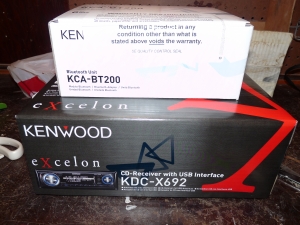 Returning a product in any
condition other than what is
stated above voids the warranty.
KEN
Bluetooth Unit
KCA-BT200
excelon
KENWOOD
excelon
CD-Receiver with USB Interface
KDC-X692